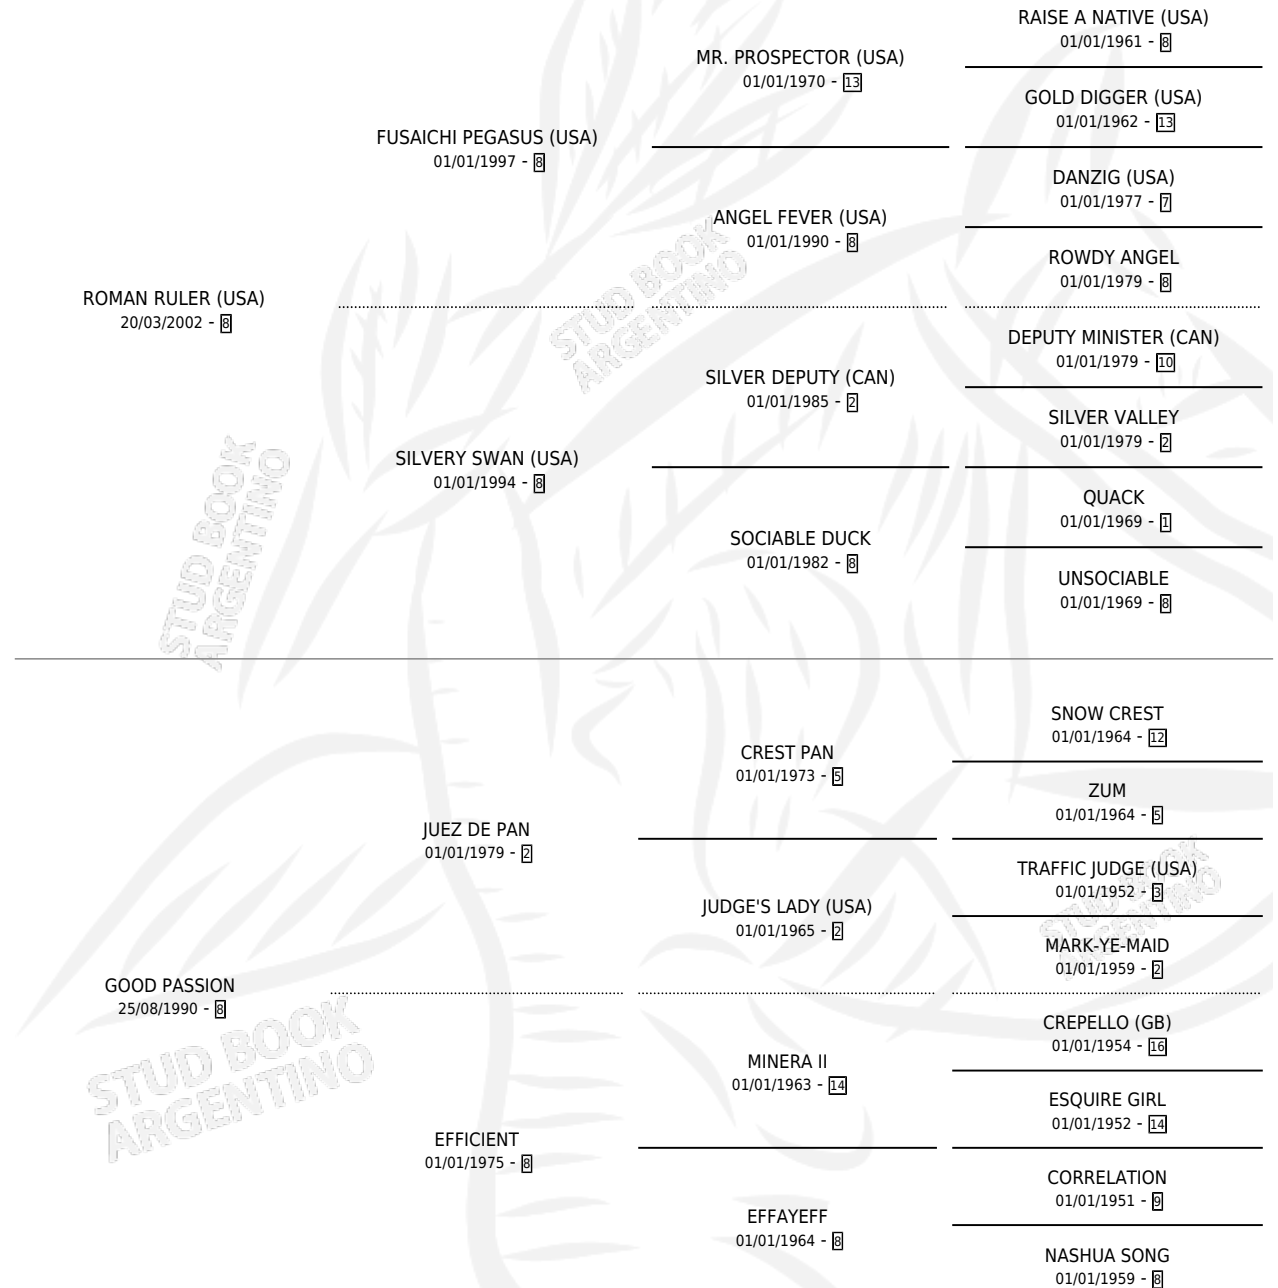 RAISE A NATIVE (USA)
01/01/1961 - 8
MR. PROSPECTOR (USA)
01/01/1970 - 13
GOLD DIGGER (USA)
01/01/1962 - 13
FUSAICHI PEGASUS (USA)
01/01/1997 - 8
DANZIG (USA)
01/01/1977 - 7
ANGEL FEVER (USA)
01/01/1990 - 8
ROWDY ANGEL
01/01/1979 - 8
ROMAN RULER (USA)
20/03/2002 - 8
DEPUTY MINISTER (CAN)
01/01/1979 - 10
SILVER DEPUTY (CAN)
01/01/1985 - 2
SILVER VALLEY
01/01/1979 - 2
SILVERY SWAN (USA)
01/01/1994 - 8
QUACK
01/01/1969 - 1
SOCIABLE DUCK
01/01/1982 - 8
UNSOCIABLE
01/01/1969 - 8
SNOW CREST
01/01/1964 - 12
CREST PAN
01/01/1973 - 5
ZUM
01/01/1964 - 5
JUEZ DE PAN
01/01/1979 - 2
TRAFFIC JUDGE (USA)
01/01/1952 - 3
JUDGE'S LADY (USA)
01/01/1965 - 2
MARK-YE-MAID
01/01/1959 - 2
GOOD PASSION
25/08/1990 - 8
CREPELLO (GB)
01/01/1954 - 16
MINERA II
01/01/1963 - 14
ESQUIRE GIRL
01/01/1952 - 14
EFFICIENT
01/01/1975 - 8
CORRELATION
01/01/1951 - 9
EFFAYEFF
01/01/1964 - 8
NASHUA SONG
01/01/1959 - 8
STUD BOOK
ARGENTINO
STUD BOOK
ARGENTINO
STUD BOOK
ARGENTINO
STUD BOOK
ARGENTINO